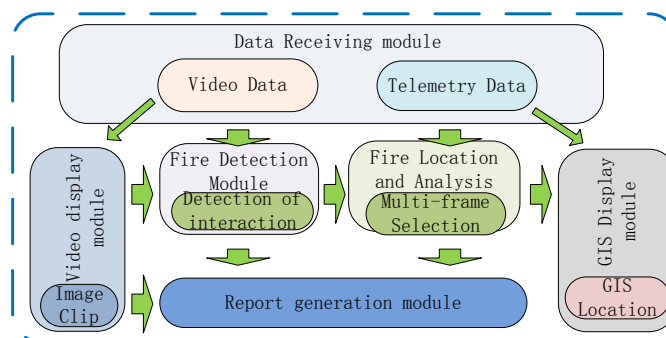 Data Receiving module
Video Data
Telemetry Data
Video display
module
Image
Clip
Fire Detection
Module
Detection of
interaction
Fire Location
and Analysis
Multi-frame
Selection
GIS Display
module
GIS
Location
Report generation module